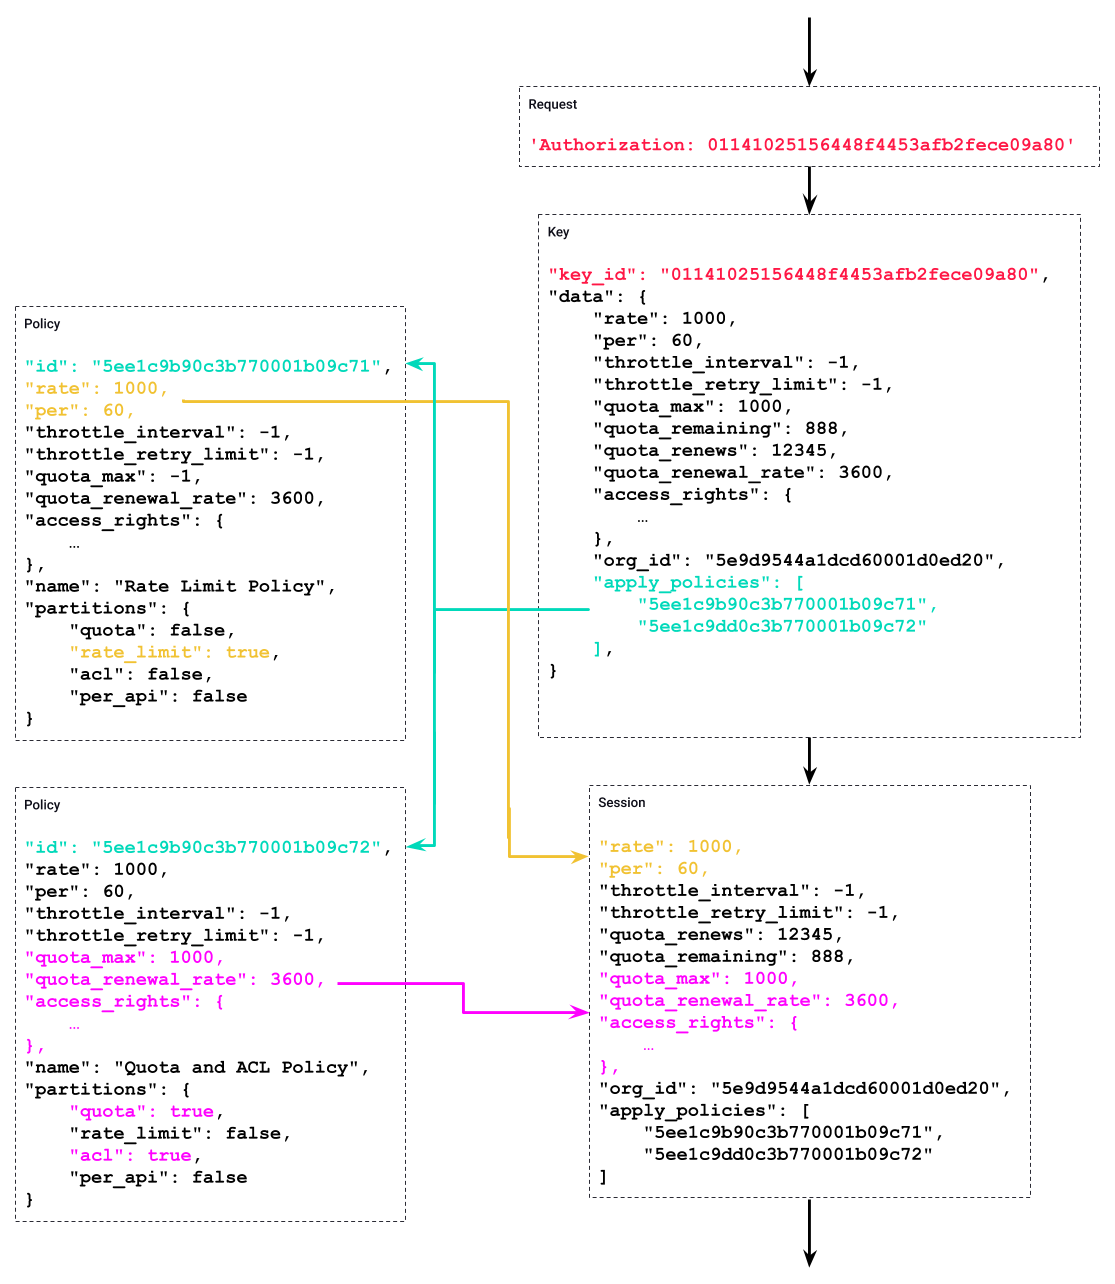 Request
'Authorization: 01141025156448f4453afb2fece09a80'
Key
"key_id": "01141025156448f4453afb2fece09a80",
"data": {
"rate": 1000,
"per": 60,
"throttle_interval": -1,
"throttle_retry_limit": -1,
"quota_max": 1000,
"quota_remaining": 888,
"quota_renews": 12345,
"quota_renewal_rate": 3600,
"access_rights": {
…
},
"org_id": "5e9d9544a1dcd60001d0ed20",
"apply_policies": [
"5ee1c9b90c3b770001b09c71",
"5ee1c9dd0c3b770001b09c72"
],
}
Policy
"id": "5ee1c9b90c3b770001b09c71",
"rate": 1000,
"per": 60,
"throttle_interval": -1,
"throttle_retry_limit": -1,
"quota_max": -1,
"quota_renewal_rate": 3600,
"access_rights": {
…
},
"name": "Rate Limit Policy",
"partitions": {
"quota": false,
"rate_limit": true,
"acl": false,
"per_api": false
}
Policy
"id": "5ee1c9b90c3b770001b09c72",
"rate": 1000,
"per": 60,
"throttle_interval": -1,
"throttle_retry_limit": -1,
"quota_max": 1000,
"quota_renewal_rate": 3600,
"access_rights": {
…
},
"name": "Quota and ACL Policy",
"partitions": {
"quota": true,
"rate_limit": false,
"acl": true,
"per_api": false
}
Session
"rate": 1000,
"per": 60,
"throttle_interval": -1,
"throttle_retry_limit": -1,
"quota_renews": 12345,
"quota_remaining": 888,
"quota_max": 1000,
"quota_renewal_rate": 3600,
"access_rights": {
…
},
"org_id": "5e9d9544a1dcd60001d0ed20",
"apply_policies": [
"5ee1c9b90c3b770001b09c71",
"5ee1c9dd0c3b770001b09c72"
]